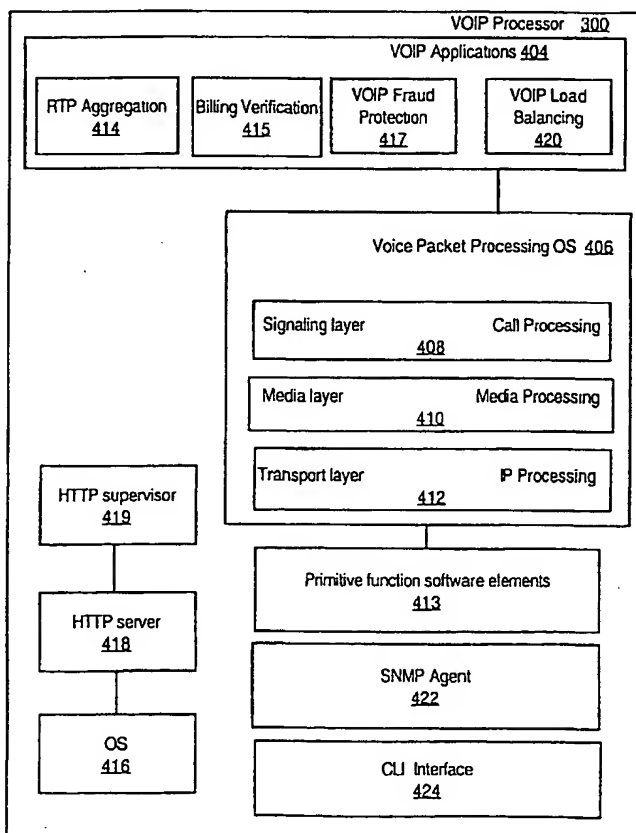 VOIP Processor 300
VOIP Applications 404
RTP Aggregation
414
Billing Verification
415
VOIP Fraud
Protection
417
VOIP Load
Balancing
420
Voice Packet Processing OS 406
Signaling layer Call Processing
408
Media layer Media Processing
410
Transport layer IP Processing
412
HTTP supervisor
419
HTTP server
418
OS
416
Primitive function software elements
413
SNMP Agent
422
CLI Interface
424